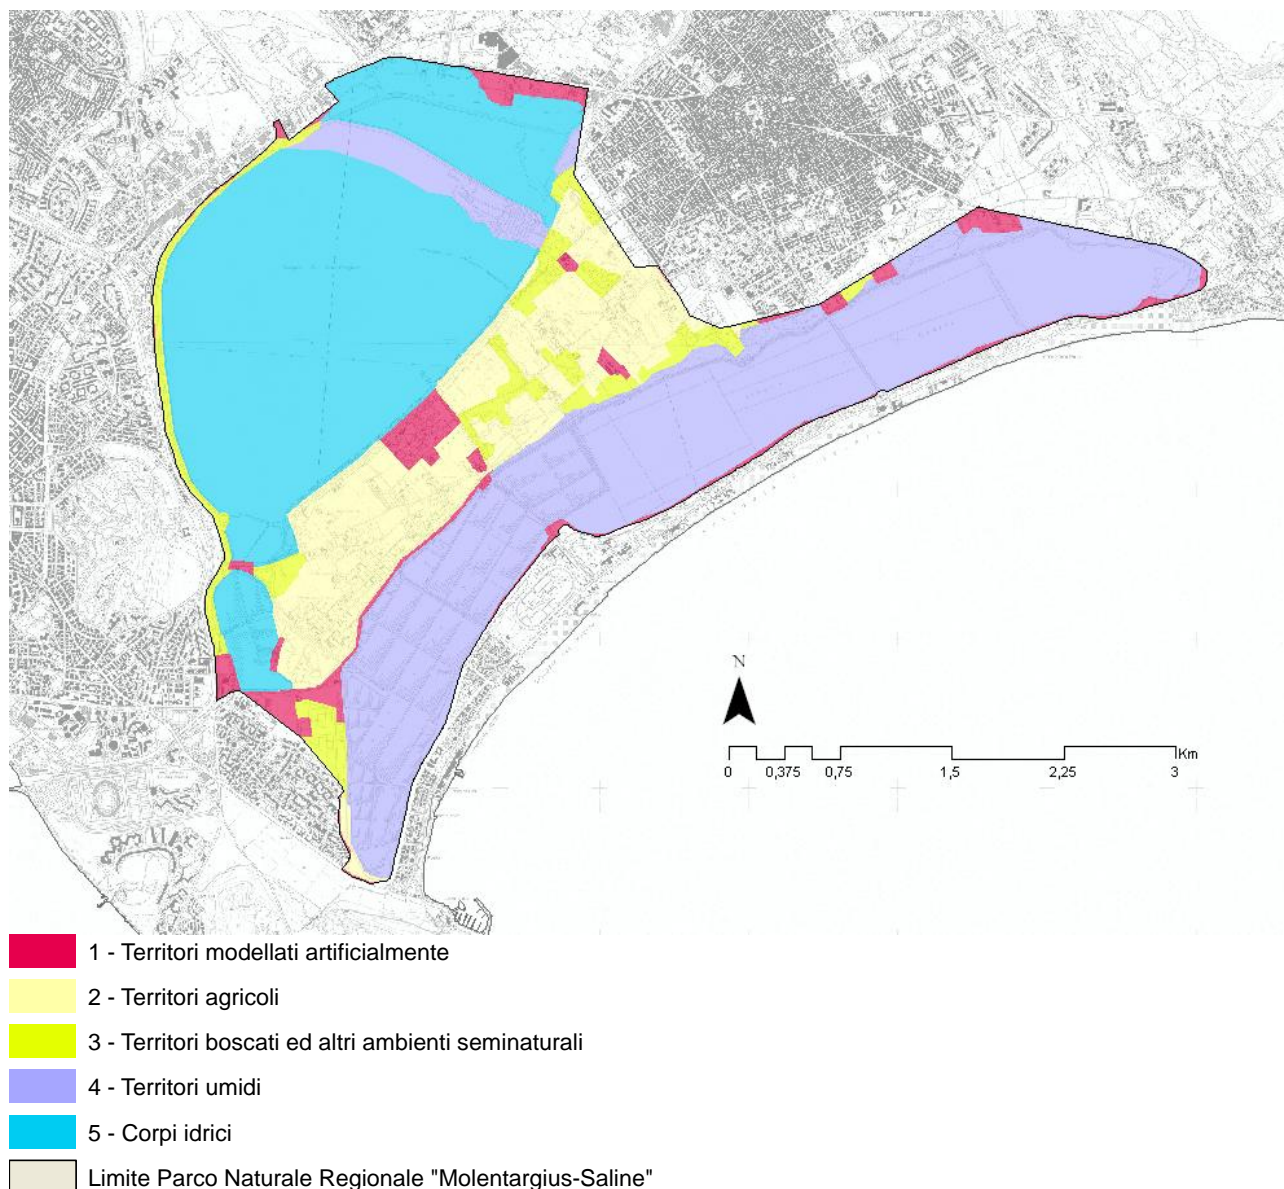 N
Km
0 0,375 0,75 1,5 2,25 3
1 - Territori modellati artificialmente
2 - Territori agricoli
3 - Territori boscati ed altri ambienti seminaturali
4 - Territori umidi
5 - Corpi idrici
Limite Parco Naturale Regionale "Molentargius-Saline"